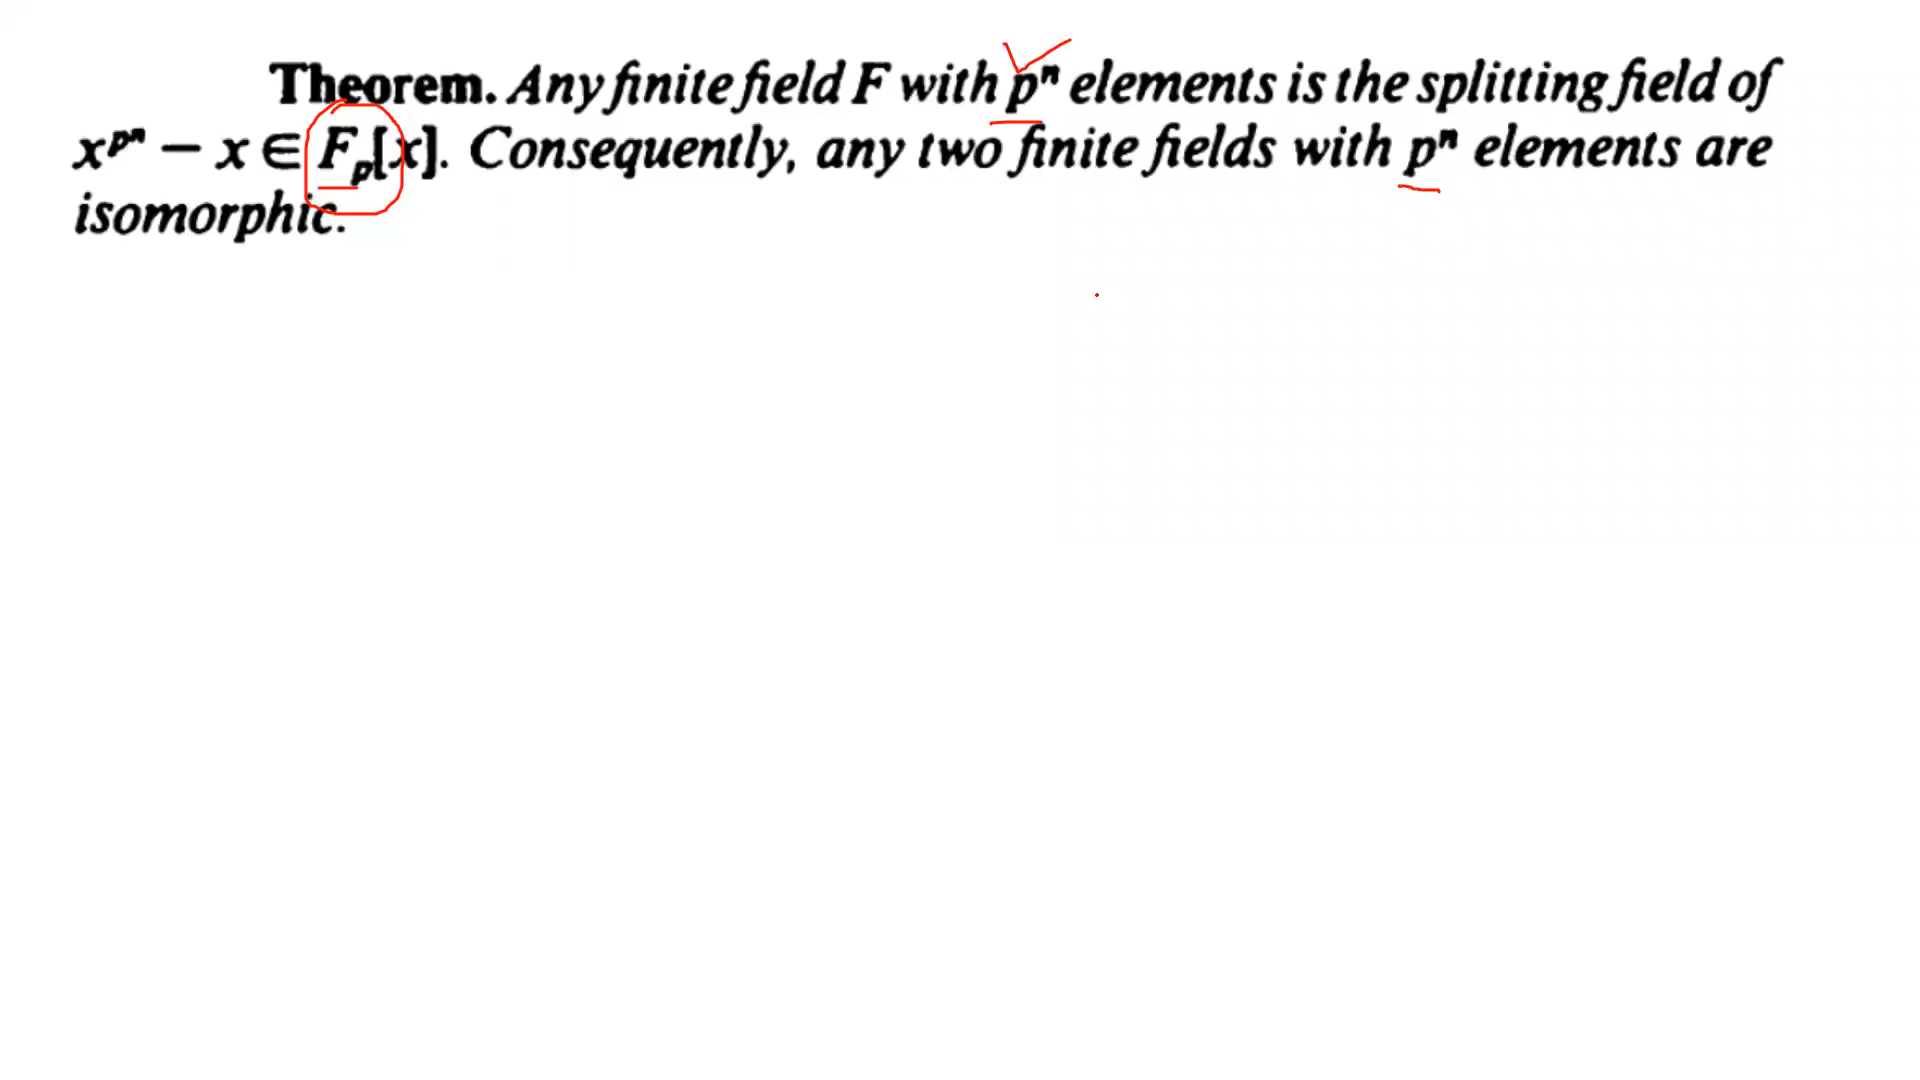 Theorem. Any finite field F with pⁿ elements is the splitting field of
x^{pⁿ} − x ∈ F_p[x]. Consequently, any two finite fields with pⁿ elements are
isomorphic.